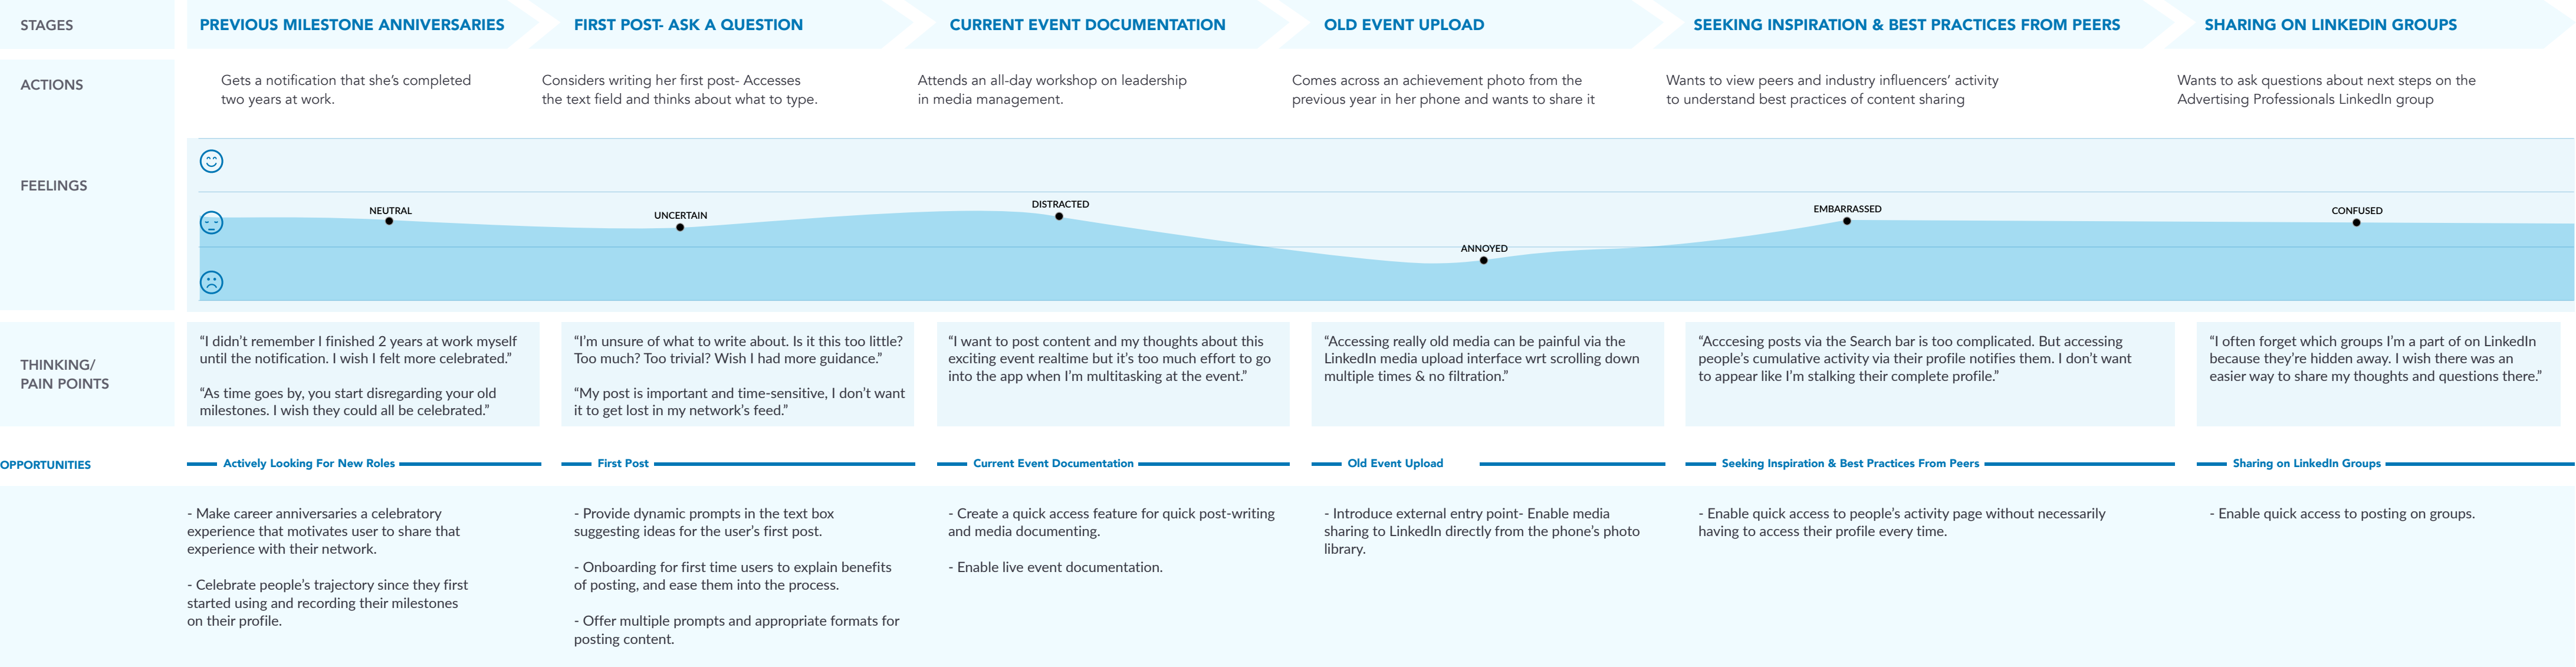 STAGES
PREVIOUS MILESTONE ANNIVERSARIES
FIRST POST- ASK A QUESTION
CURRENT EVENT DOCUMENTATION
OLD EVENT UPLOAD
SEEKING INSPIRATION & BEST PRACTICES FROM PEERS
SHARING ON LINKEDIN GROUPS
ACTIONS
Gets a notification that she's completed
two years at work.
Considers writing her first post- Accesses
the text field and thinks about what to type.
Attends an all-day workshop on leadership
in media management.
Comes across an achievement photo from the
previous year in her phone and wants to share it
Wants to view peers and industry influencers' activity
to understand best practices of content sharing
Wants to ask questions about next steps on the
Advertising Professionals LinkedIn group
FEELINGS
NEUTRAL
UNCERTAIN
DISTRACTED
ANNOYED
EMBARRASSED
CONFUSED
THINKING/
PAIN POINTS
“I didn't remember I finished 2 years at work myself
until the notification. I wish I felt more celebrated.”
“As time goes by, you start disregarding your old
milestones. I wish they could all be celebrated.”
“I'm unsure of what to write about. Is it this too little?
Too much? Too trivial? Wish I had more guidance.”
“My post is important and time-sensitive, I don't want
it to get lost in my network's feed.”
“I want to post content and my thoughts about this
exciting event realtime but it's too much effort to go
into the app when I'm multitasking at the event.”
“Accessing really old media can be painful via the
LinkedIn media upload interface wrt scrolling down
multiple times & no filtration.”
“Acccesing posts via the Search bar is too complicated. But accessing
people's cumulative activity via their profile notifies them. I don't want
to appear like I'm stalking their complete profile.”
“I often forget which groups I'm a part of on LinkedIn
because they're hidden away. I wish there was an
easier way to share my thoughts and questions there.”
OPPORTUNITIES
Actively Looking For New Roles
First Post
Current Event Documentation
Old Event Upload
Seeking Inspiration & Best Practices From Peers
Sharing on LinkedIn Groups
- Make career anniversaries a celebratory
experience that motivates user to share that
experience with their network.
- Celebrate people's trajectory since they first
started using and recording their milestones
on their profile.
- Provide dynamic prompts in the text box
suggesting ideas for the user's first post.
- Onboarding for first time users to explain benefits
of posting, and ease them into the process.
- Offer multiple prompts and appropriate formats for
posting content.
- Create a quick access feature for quick post-writing
and media documenting.
- Enable live event documentation.
- Introduce external entry point- Enable media
sharing to LinkedIn directly from the phone's photo
library.
- Enable quick access to people's activity page without necessarily
having to access their profile every time.
- Enable quick access to posting on groups.